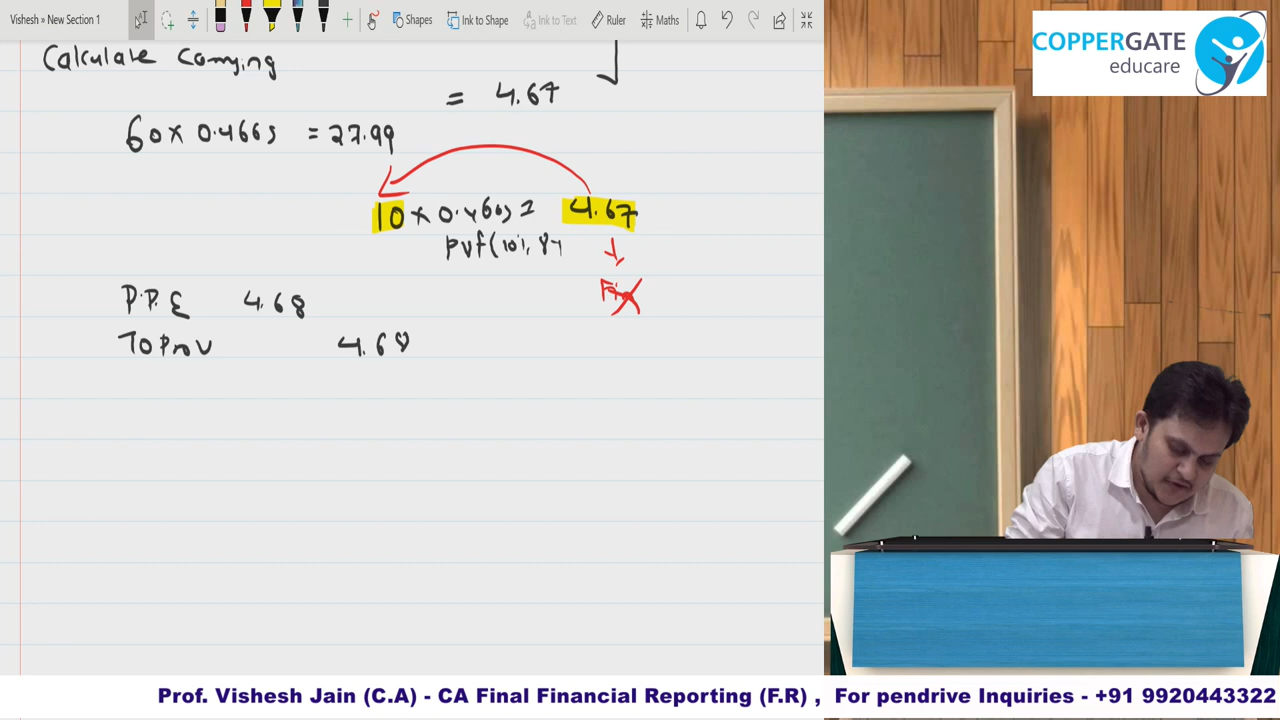 Vishesh » New Section 1
Shapes
Ink to Shape
Ink to Text
Ruler
Maths
COPPERGATE
educare
Calculate Carrying
= 4.67
60 x 0.4665 = 27.99
10 x 0.4665 = 4.67
pvf(10%, 8
P.P.E 4.68
To Prov 4.68
Prof. Vishesh Jain (C.A) - CA Final Financial Reporting (F.R) , For pendrive Inquiries - +91 9920443322